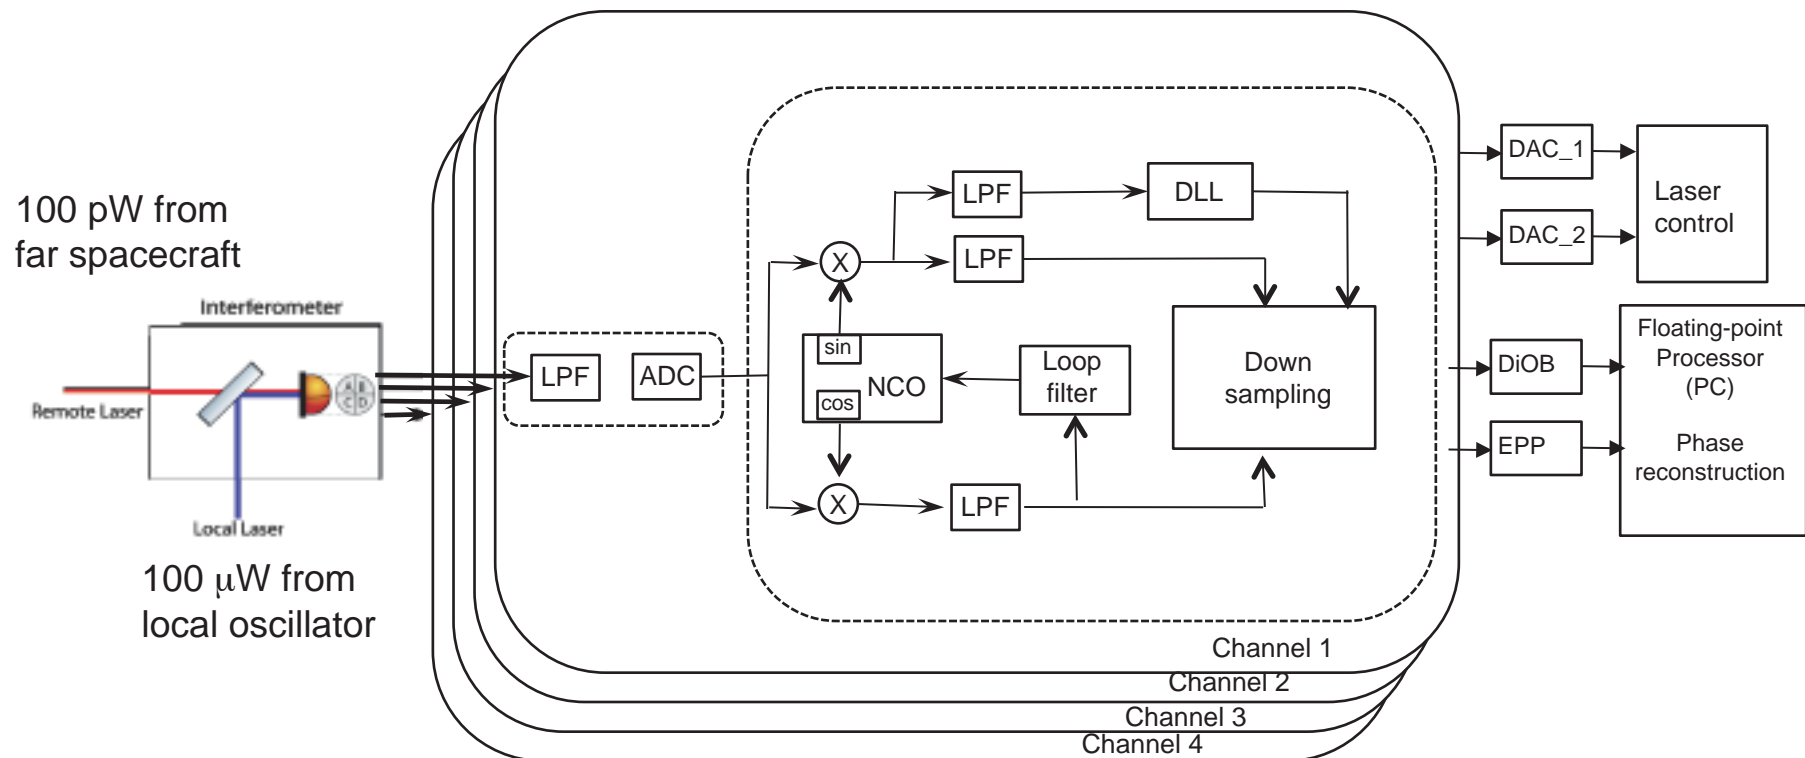 100 pW from
far spacecraft
Interferometer
Remote Laser
A B
C D
Local Laser
100 μW from
local oscillator
LPF
ADC
X
sin
cos
NCO
X
LPF
LPF
LPF
DLL
Loop
filter
Down
sampling
Channel 1
Channel 2
Channel 3
Channel 4
DAC_1
DAC_2
Laser
control
DiOB
EPP
Floating-point
Processor
(PC)
Phase
reconstruction